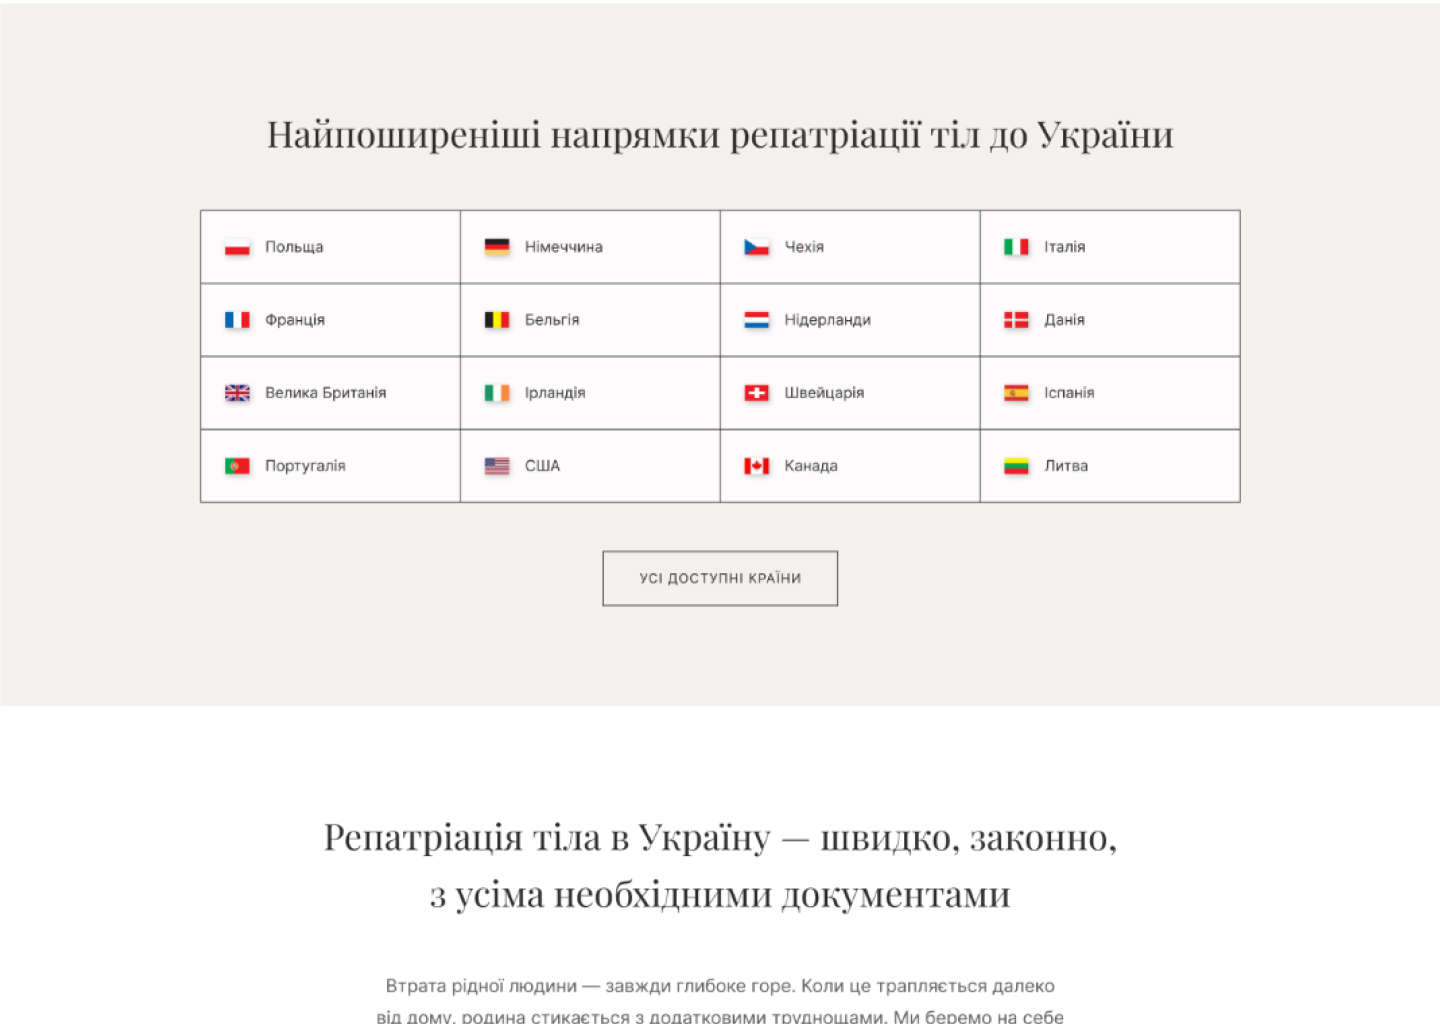 Найпоширеніші напрямки репатріації тіл до України
Польща
Німеччина
Чехія
Італія
Франція
Бельгія
Нідерланди
Данія
Велика Британія
Ірландія
Швейцарія
Іспанія
Португалія
США
Канада
Литва
УСІ ДОСТУПНІ КРАЇНИ
Репатріація тіла в Україну — швидко, законно,
з усіма необхідними документами
Втрата рідної людини — завжди глибоке горе. Коли це трапляється далеко
від дому, родина стикається з додатковими труднощами. Ми беремо на себе